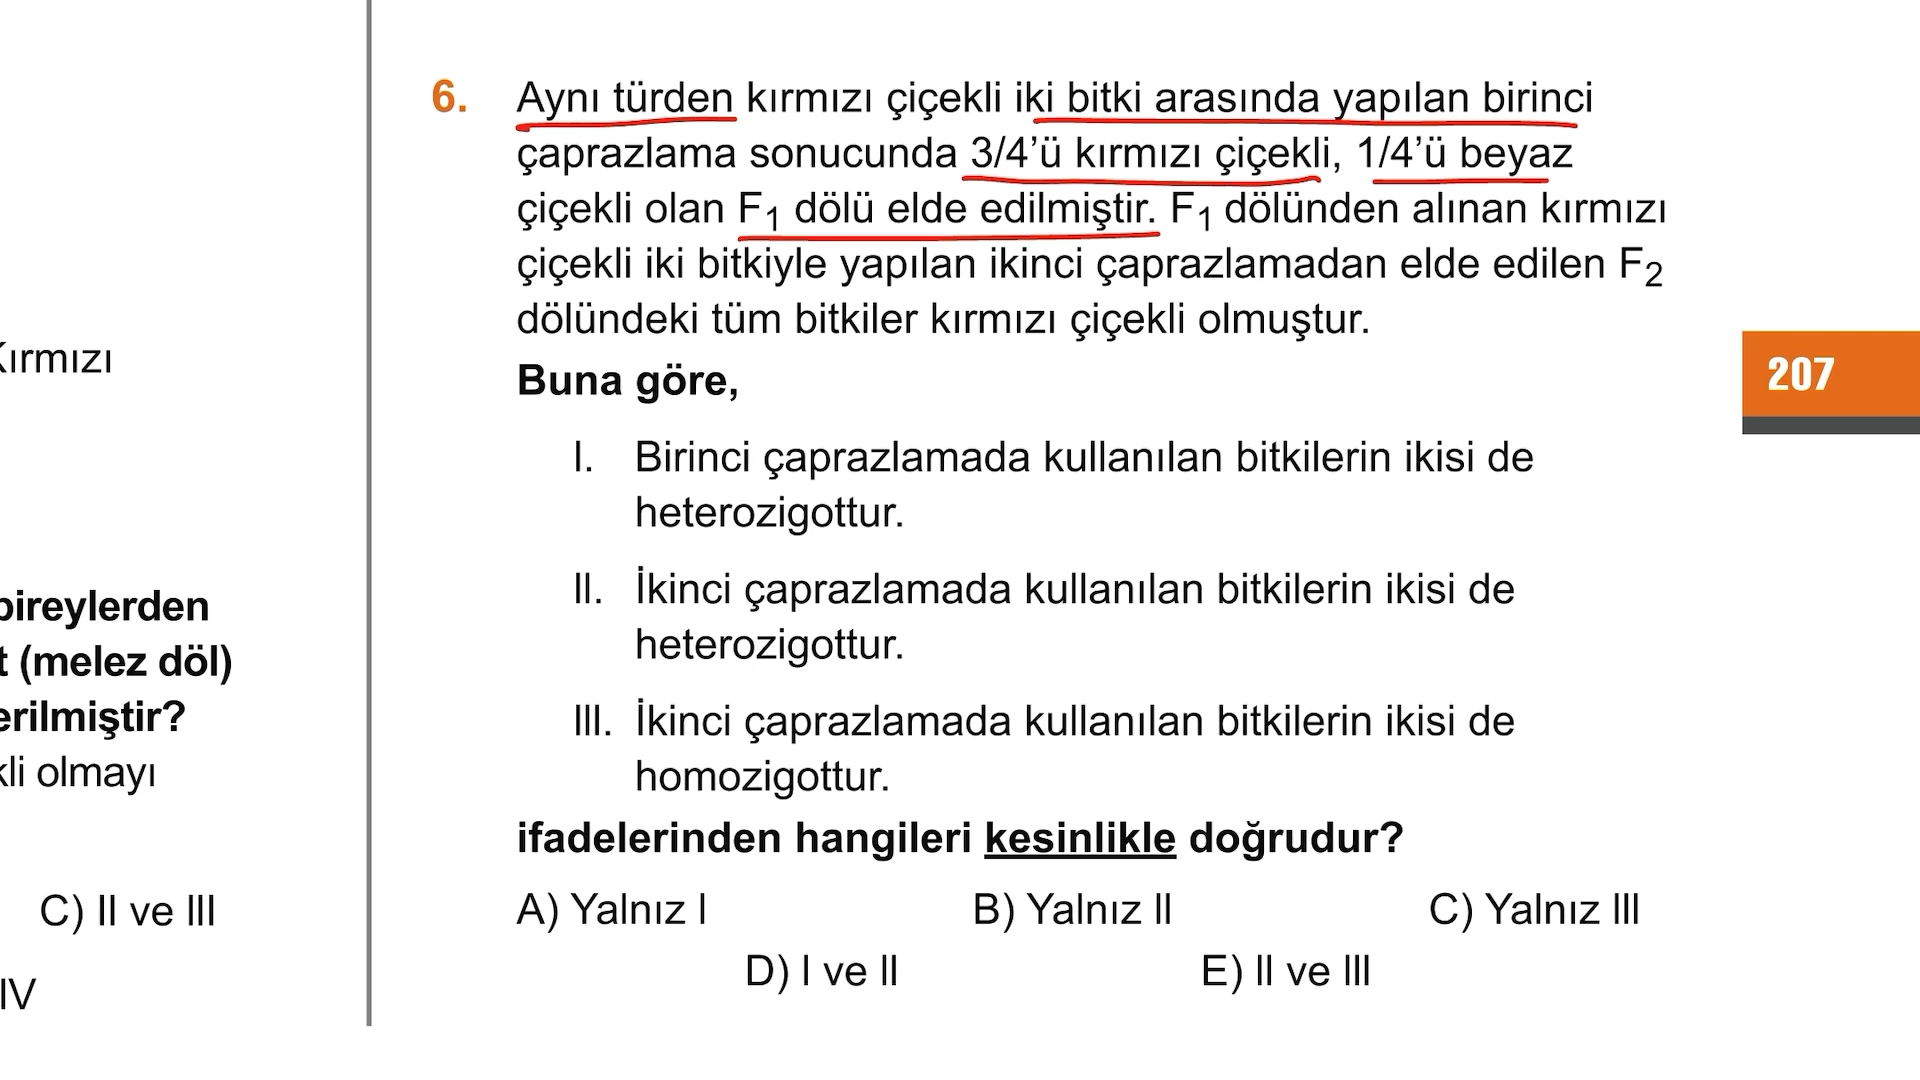 6. Aynı türden kırmızı çiçekli iki bitki arasında yapılan birinci
çaprazlama sonucunda 3/4’ü kırmızı çiçekli, 1/4’ü beyaz
çiçekli olan F1 dölü elde edilmiştir. F1 dölünden alınan kırmızı
çiçekli iki bitkiyle yapılan ikinci çaprazlamadan elde edilen F2
dölündeki tüm bitkiler kırmızı çiçekli olmuştur.
Buna göre,
I. Birinci çaprazlamada kullanılan bitkilerin ikisi de
heterozigottur.
II. İkinci çaprazlamada kullanılan bitkilerin ikisi de
heterozigottur.
III. İkinci çaprazlamada kullanılan bitkilerin ikisi de
homozigottur.
ifadelerinden hangileri kesinlikle doğrudur?
A) Yalnız I B) Yalnız II C) Yalnız III
D) I ve II E) II ve III
207
(melez döl)
olmayı
C) II ve III
IV